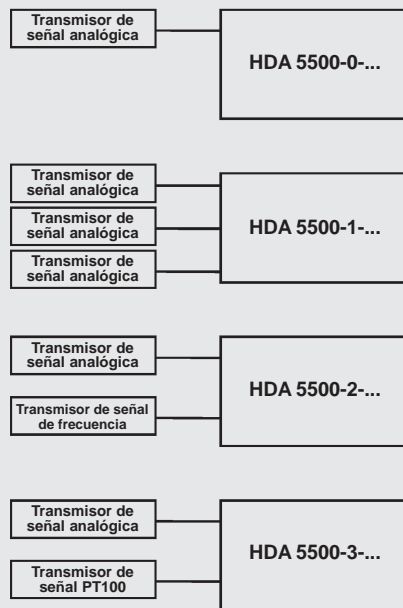 Transmisor de
señal analógica
HDA 5500-0-...
Transmisor de
señal analógica
Transmisor de
señal analógica
Transmisor de
señal analógica
HDA 5500-1-...
Transmisor de
señal analógica
Transmisor de señal
de frecuencia
HDA 5500-2-...
Transmisor de
señal analógica
Transmisor de
señal PT100
HDA 5500-3-...